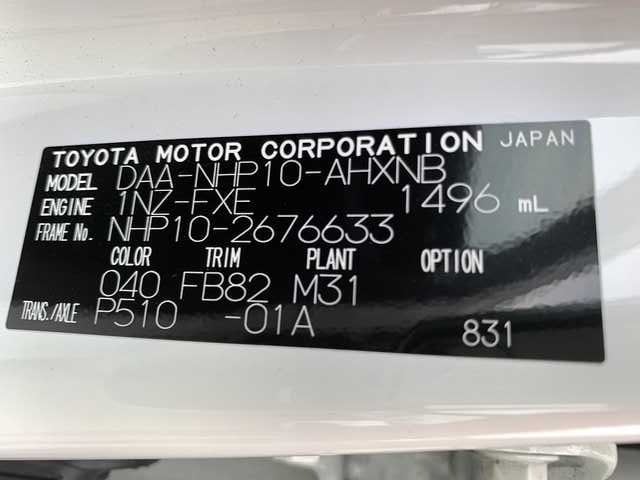 TOYOTA MOTOR CORPORATION JAPAN
MODEL DAA-NHP10-AHXNB
ENGINE 1NZ-FXE 1496 mL
FRAME No. NHP10-2676633
COLOR TRIM PLANT OPTION
040 FB82 M31
TRANS./AXLE P510 -01A 831